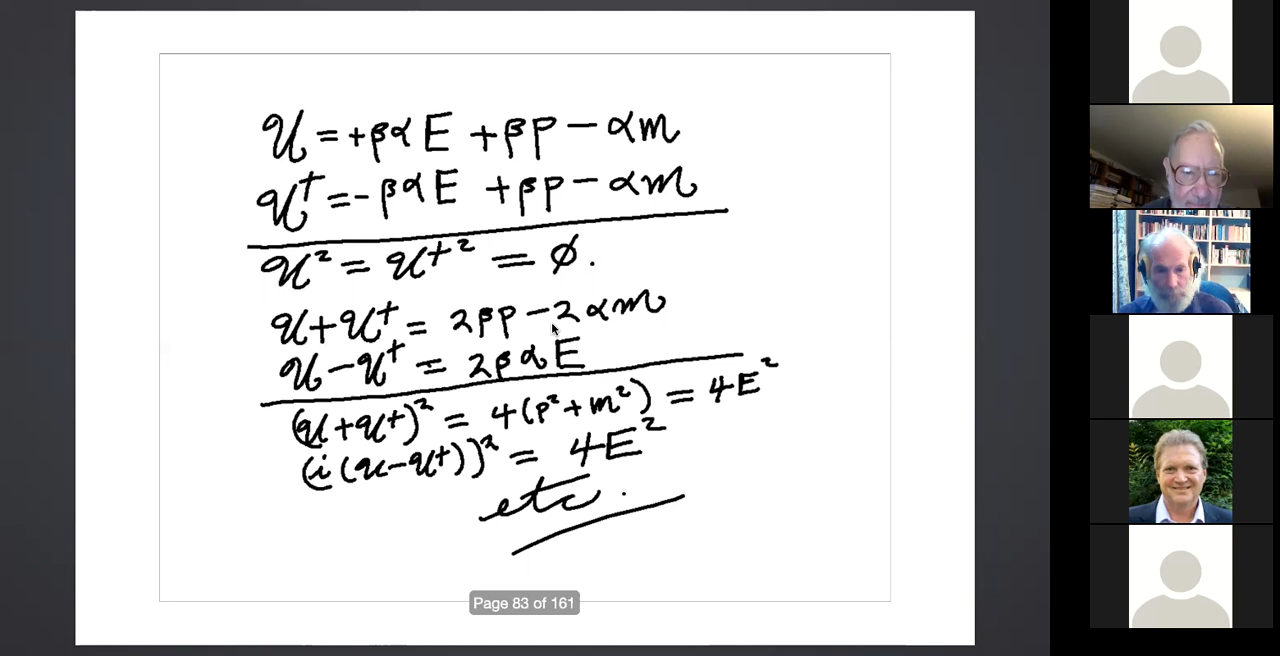 𝒰 = +βαE + βp − αm
𝒰† = −βαE + βp − αm
𝒰² = 𝒰†² = ∅.
𝒰+𝒰† = 2βp − 2αm
𝒰−𝒰† = 2βαE
(𝒰+𝒰†)² = 4(p²+m²) = 4E²
(i(𝒰−𝒰†))² = 4E²
etc.
Page 83 of 161